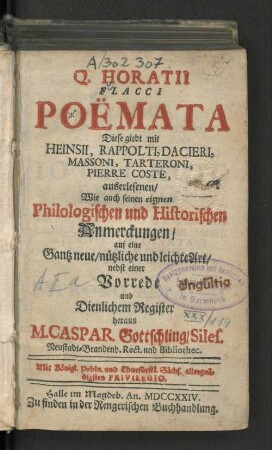 A/302 307
Q. HORATII
FLACCI
POËMATA
Diese giebt mit
HEINSII, RAPPOLTI, DACIERI,
MASSONI, TARTERONI,
PIERRE COSTE,
außerlesenen/
Wie auch seinen eignen
Philologischen und Historischen
Anmerckungen/
auf eine
Gantz neue/nützliche und leichte Art/
nebst einer
Vorrede
und
Dienlichem Register
heraus
ungültig
M. CASPAR Gottschling/Siles.
Neustadt-Brandenb. Rect. und Bibliothec.
Mit Königl. Pohln. und Churfürstl. Sächs. allergnädigsten PRIVILEGIO.
Halle im Magdeb. An. MDCCXXIV.
Zu finden in der Rengerischen Buchhandlung.